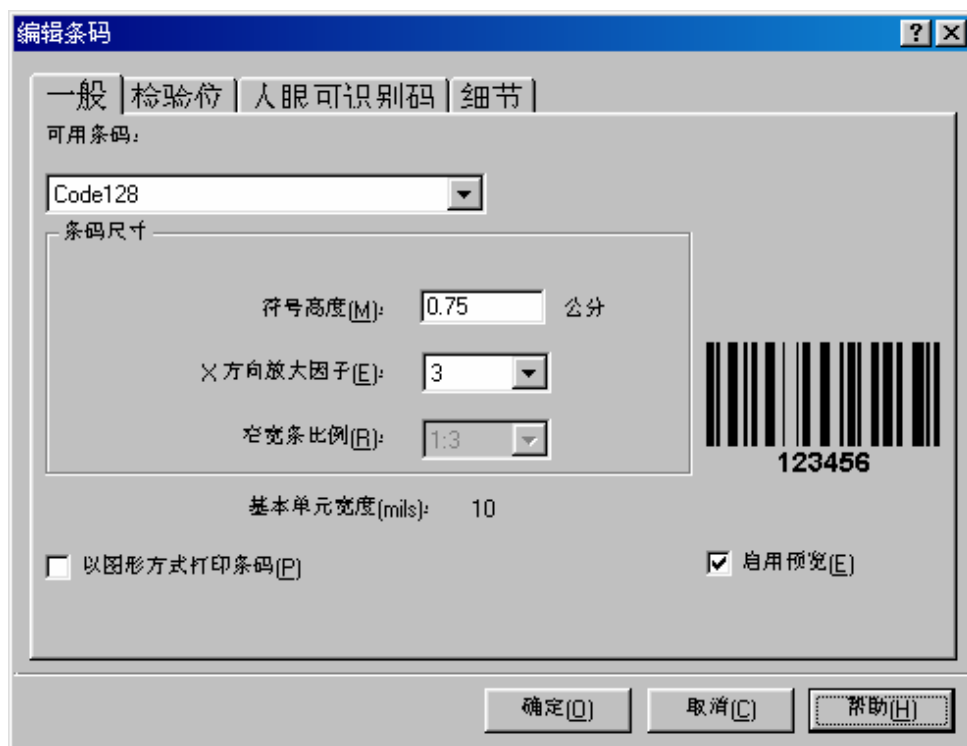 编辑条码
一般 检验位 人眼可识别码 细节
可用条码:
Code128
条码尺寸
符号高度(M): 0.75 公分
X方向放大因子(E): 3
窄宽条比例(R): 1:3
123456
基本单元宽度(mils): 10
以图形方式打印条码(P)
启用预览(E)
确定(O) 取消(C) 帮助(H)